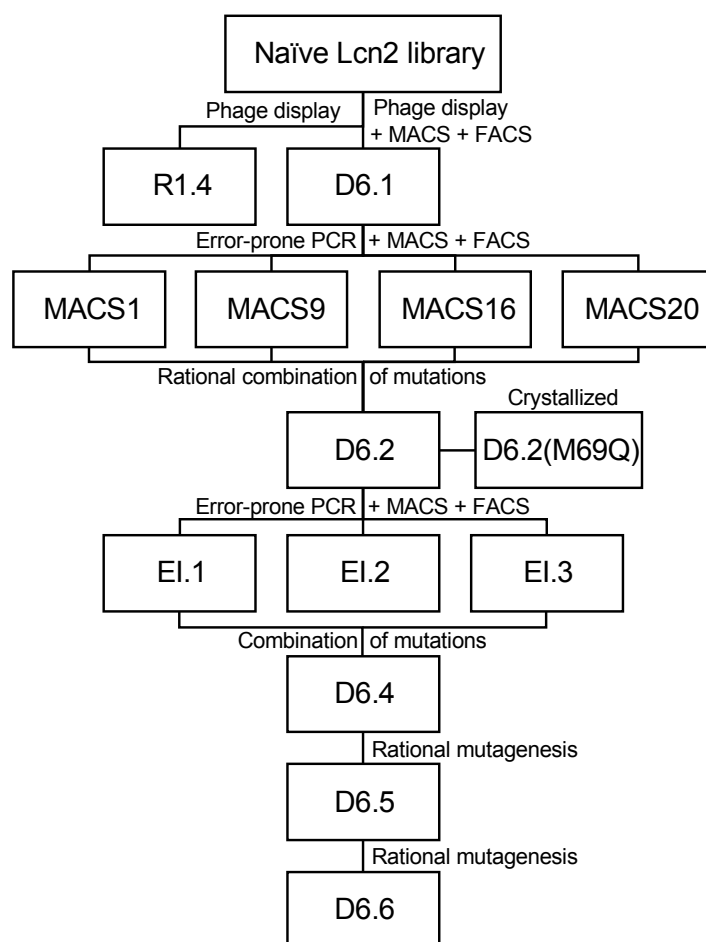 Naïve Lcn2 library
Phage display
Phage display
+ MACS + FACS
R1.4
D6.1
Error-prone PCR + MACS + FACS
MACS1
MACS9
MACS16
MACS20
Rational combination of mutations
Crystallized
D6.2
D6.2(M69Q)
Error-prone PCR + MACS + FACS
EI.1
EI.2
EI.3
Combination of mutations
D6.4
Rational mutagenesis
D6.5
Rational mutagenesis
D6.6